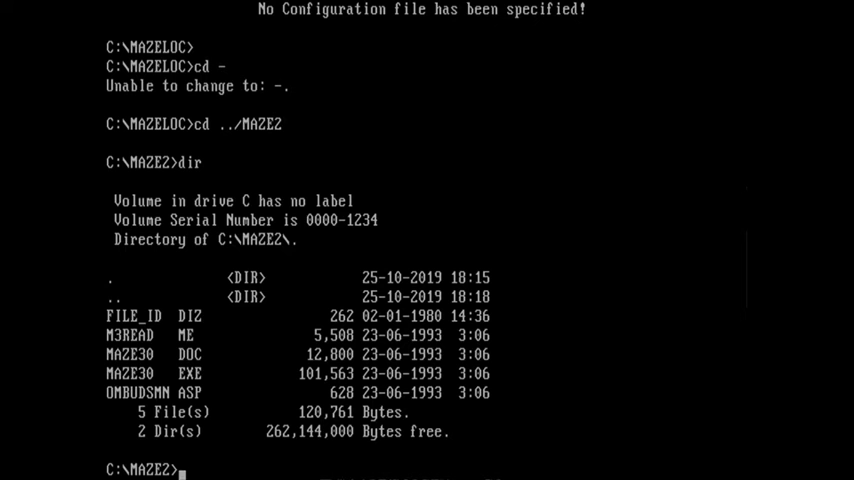 No Configuration file has been specified!
C:\MAZELOC>
C:\MAZELOC>cd -
Unable to change to: -.
C:\MAZELOC>cd ../MAZE2
C:\MAZE2>dir
Volume in drive C has no label
Volume Serial Number is 0000-1234
Directory of C:\MAZE2\.
. <DIR> 25-10-2019 18:15
.. <DIR> 25-10-2019 18:18
FILE_ID DIZ 262 02-01-1980 14:36
M3READ ME 5,508 23-06-1993 3:06
MAZE30 DOC 12,800 23-06-1993 3:06
MAZE30 EXE 101,563 23-06-1993 3:06
OMBUDSMN ASP 628 23-06-1993 3:06
5 File(s) 120,761 Bytes.
2 Dir(s) 262,144,000 Bytes free.
C:\MAZE2>